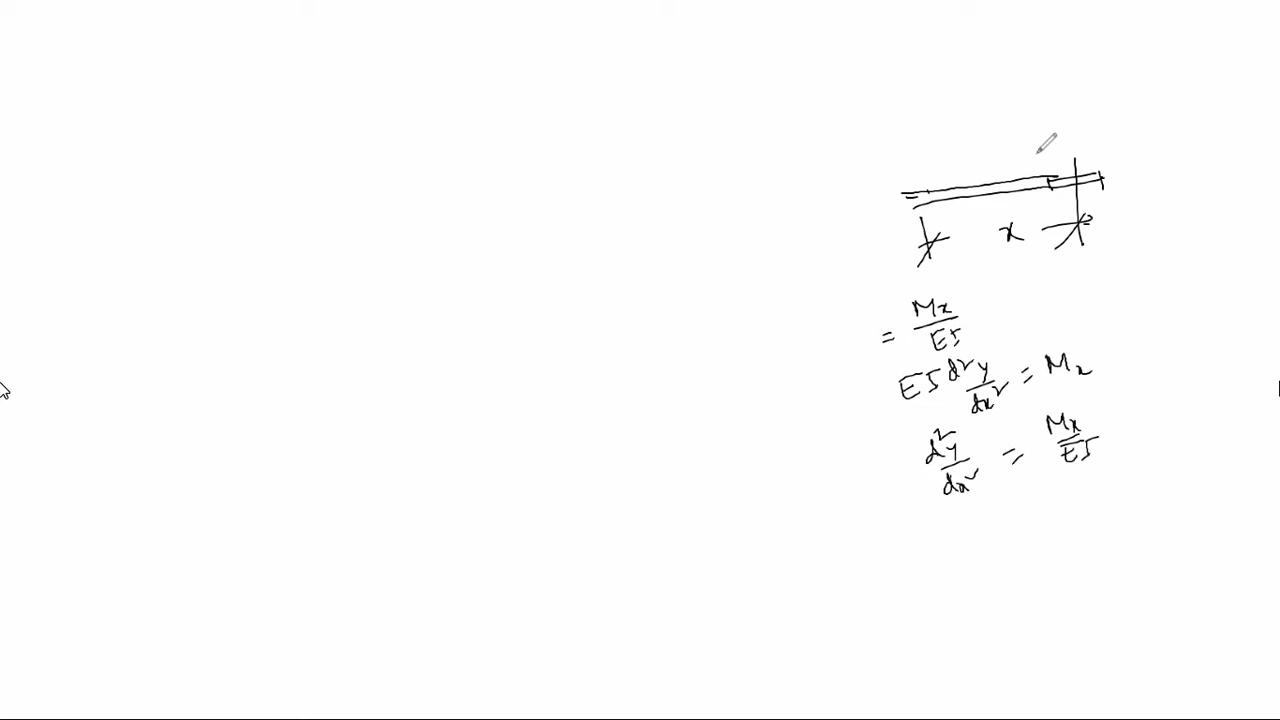 x
= Mx/EI
EI d²y/dx² = Mx
d²y/dx² = Mx/EI